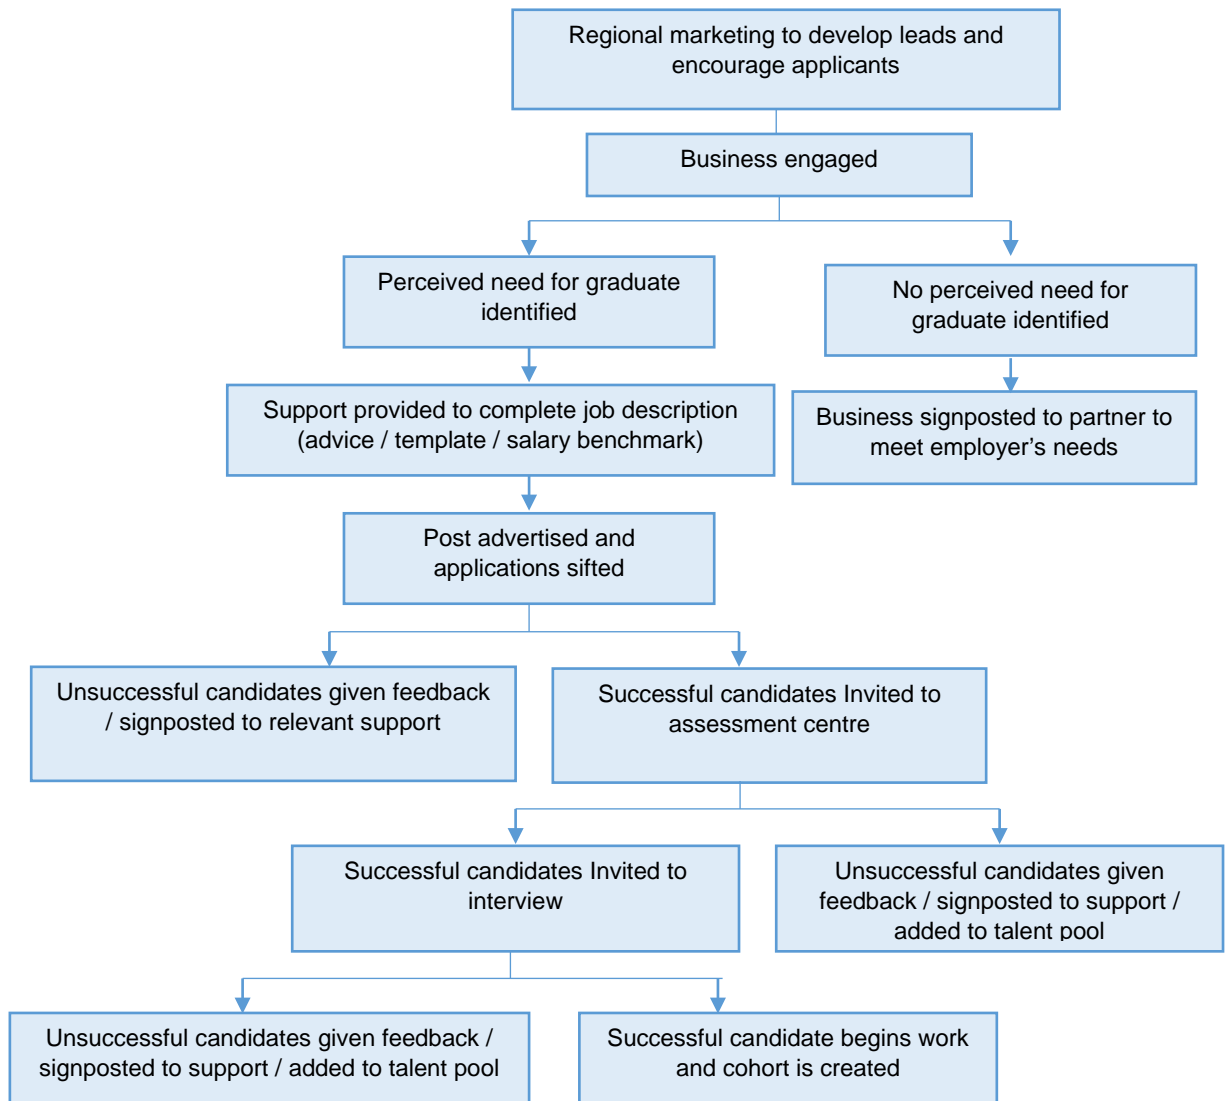 Regional marketing to develop leads and
encourage applicants
Business engaged
Perceived need for graduate
identified
No perceived need for
graduate identified
Support provided to complete job description
(advice / template / salary benchmark)
Business signposted to partner to
meet employer’s needs
Post advertised and
applications sifted
Unsuccessful candidates given feedback
/ signposted to relevant support
Successful candidates Invited to
assessment centre
Successful candidates Invited to
interview
Unsuccessful candidates given
feedback / signposted to support /
added to talent pool
Unsuccessful candidates given feedback /
signposted to support / added to talent pool
Successful candidate begins work
and cohort is created